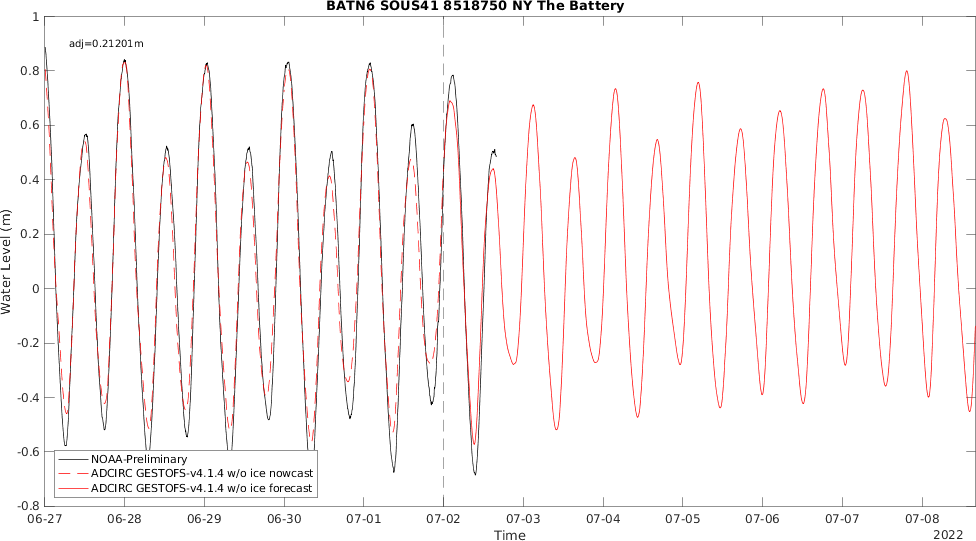 BATN6 SOUS41 8518750 NY The Battery
adj=0.21201m
1
0.8
0.6
0.4
0.2
0
-0.2
-0.4
-0.6
-0.8
Water Level (m)
NOAA-Preliminary
ADCIRC GESTOFS-v4.1.4 w/o ice nowcast
ADCIRC GESTOFS-v4.1.4 w/o ice forecast
06-27 06-28 06-29 06-30 07-01 07-02 07-03 07-04 07-05 07-06 07-07 07-08
Time
2022